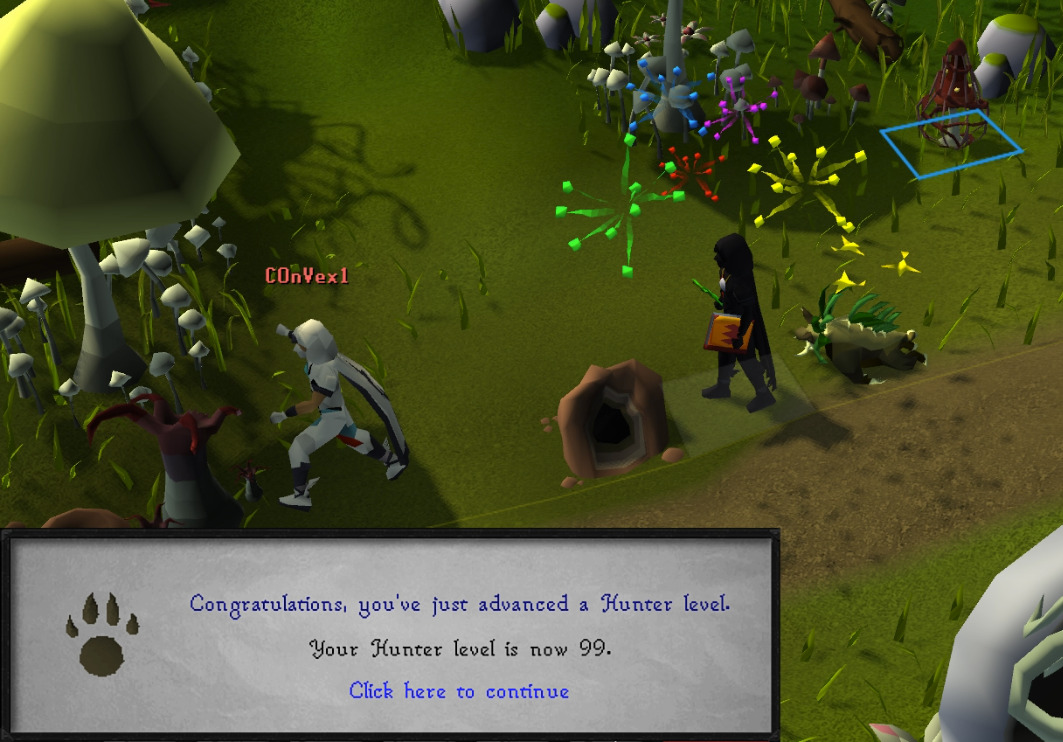 COnVex1
Congratulations, you've just advanced a Hunter level.
Your Hunter level is now 99.
Click here to continue